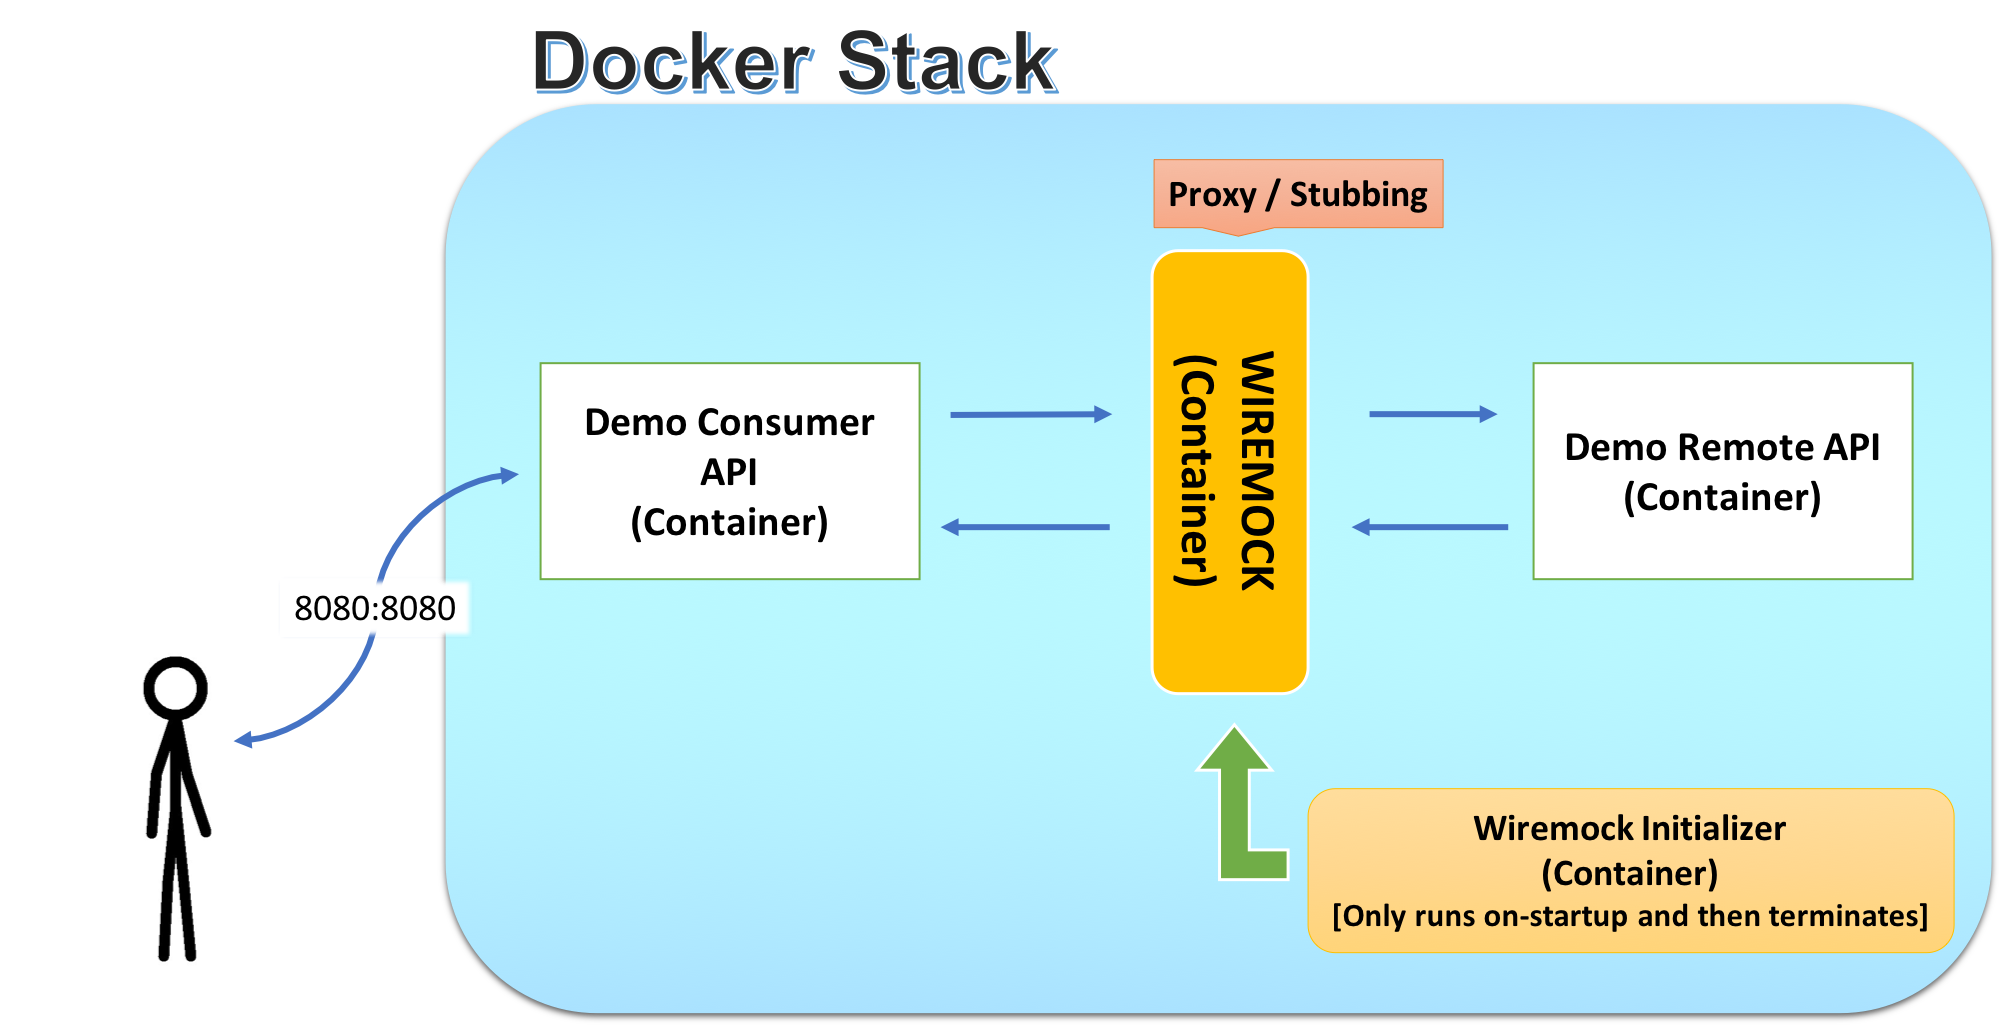 Docker Stack
Proxy / Stubbing
Demo Consumer
API
(Container)
WIREMOCK
(Container)
Demo Remote API
(Container)
8080:8080
Wiremock Initializer
(Container)
[Only runs on-startup and then terminates]